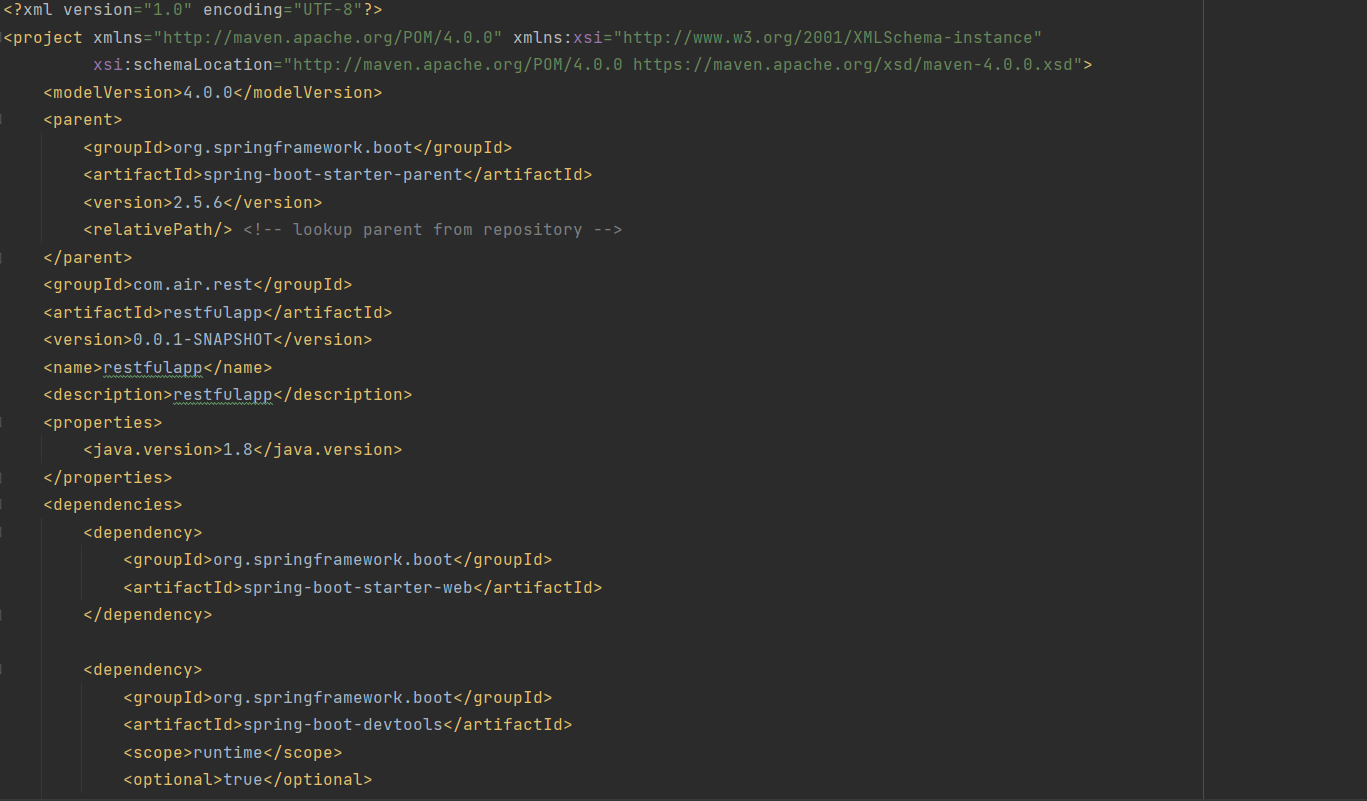 <?xml version="1.0" encoding="UTF-8"?>
<project xmlns="http://maven.apache.org/POM/4.0.0" xmlns:xsi="http://www.w3.org/2001/XMLSchema-instance"
         xsi:schemaLocation="http://maven.apache.org/POM/4.0.0 https://maven.apache.org/xsd/maven-4.0.0.xsd">
    <modelVersion>4.0.0</modelVersion>
    <parent>
        <groupId>org.springframework.boot</groupId>
        <artifactId>spring-boot-starter-parent</artifactId>
        <version>2.5.6</version>
        <relativePath/> <!-- lookup parent from repository -->
    </parent>
    <groupId>com.air.rest</groupId>
    <artifactId>restfulapp</artifactId>
    <version>0.0.1-SNAPSHOT</version>
    <name>restfulapp</name>
    <description>restfulapp</description>
    <properties>
        <java.version>1.8</java.version>
    </properties>
    <dependencies>
        <dependency>
            <groupId>org.springframework.boot</groupId>
            <artifactId>spring-boot-starter-web</artifactId>
        </dependency>

        <dependency>
            <groupId>org.springframework.boot</groupId>
            <artifactId>spring-boot-devtools</artifactId>
            <scope>runtime</scope>
            <optional>true</optional>